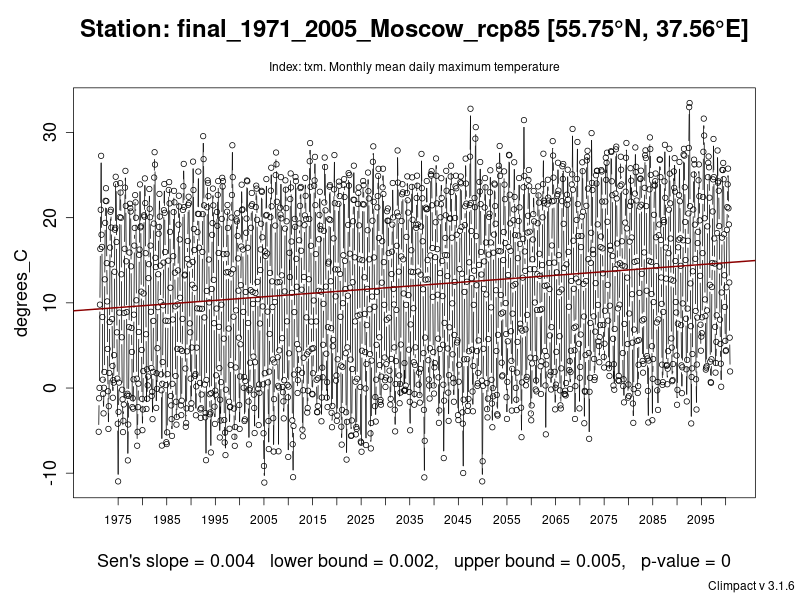 Station: final_1971_2005_Moscow_rcp85 [55.75°N, 37.56°E]
Index: txm. Monthly mean daily maximum temperature
degrees_C
30
20
10
0
-10
1975 1985 1995 2005 2015 2025 2035 2045 2055 2065 2075 2085 2095
Sen's slope = 0.004 lower bound = 0.002, upper bound = 0.005, p-value = 0
Climpact v 3.1.6